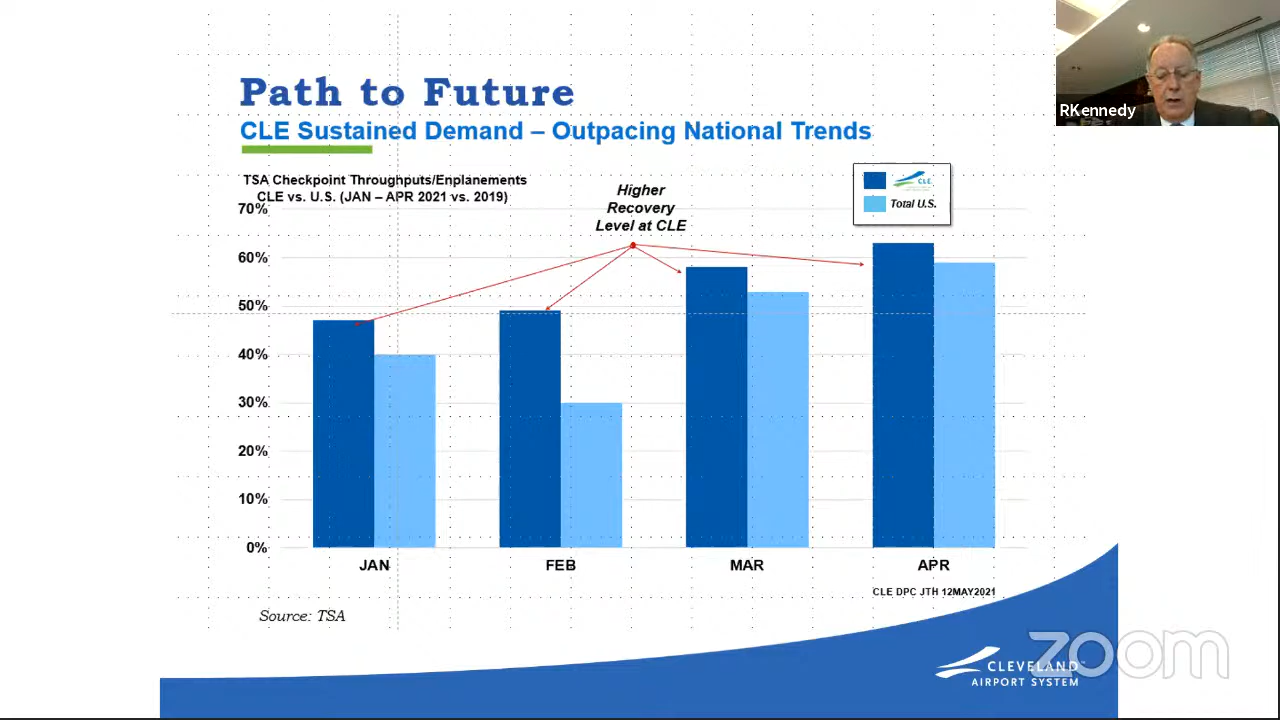 Path to Future
CLE Sustained Demand – Outpacing National Trends
RKennedy
TSA Checkpoint Throughputs/Enplanements
CLE vs. U.S. (JAN – APR 2021 vs. 2019)
Higher
Recovery
Level at CLE
CLE
Total U.S.
70%
60%
50%
40%
30%
20%
10%
0%
JAN FEB MAR APR
CLE DPC JTH 12MAY2021
Source: TSA
CLEVELAND™
AIRPORT SYSTEM
zoom